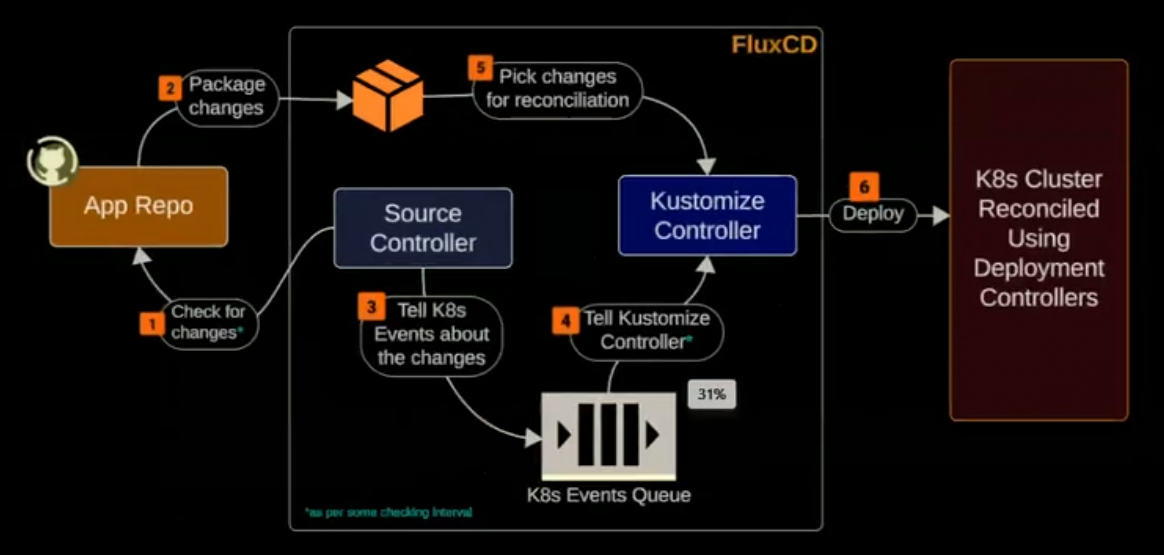 FluxCD
2
Package
changes
5
Pick changes
for reconciliation
App Repo
Source
Controller
Kustomize
Controller
6
Deploy
K8s Cluster
Reconciled
Using
Deployment
Controllers
1
Check for
changes*
3
Tell K8s
Events about
the changes
4
Tell Kustomize
Controller*
31%
K8s Events Queue
*as per some checking interval